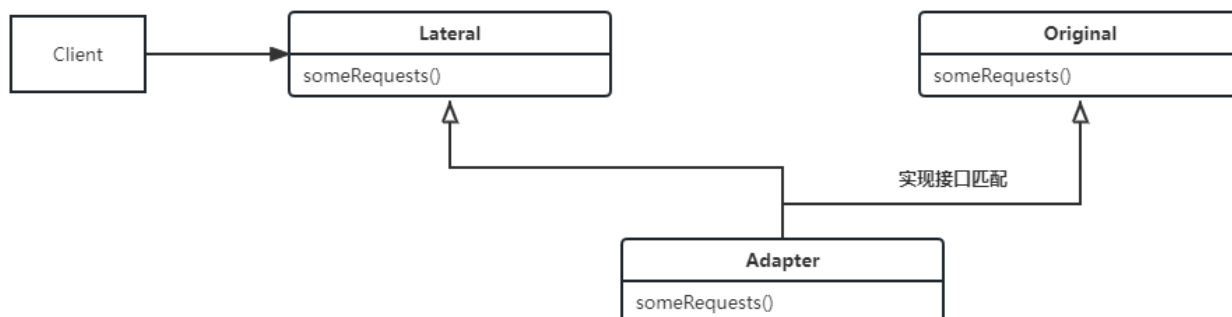 Client
Lateral
someRequests()
Original
someRequests()
实现接口匹配
Adapter
someRequests()